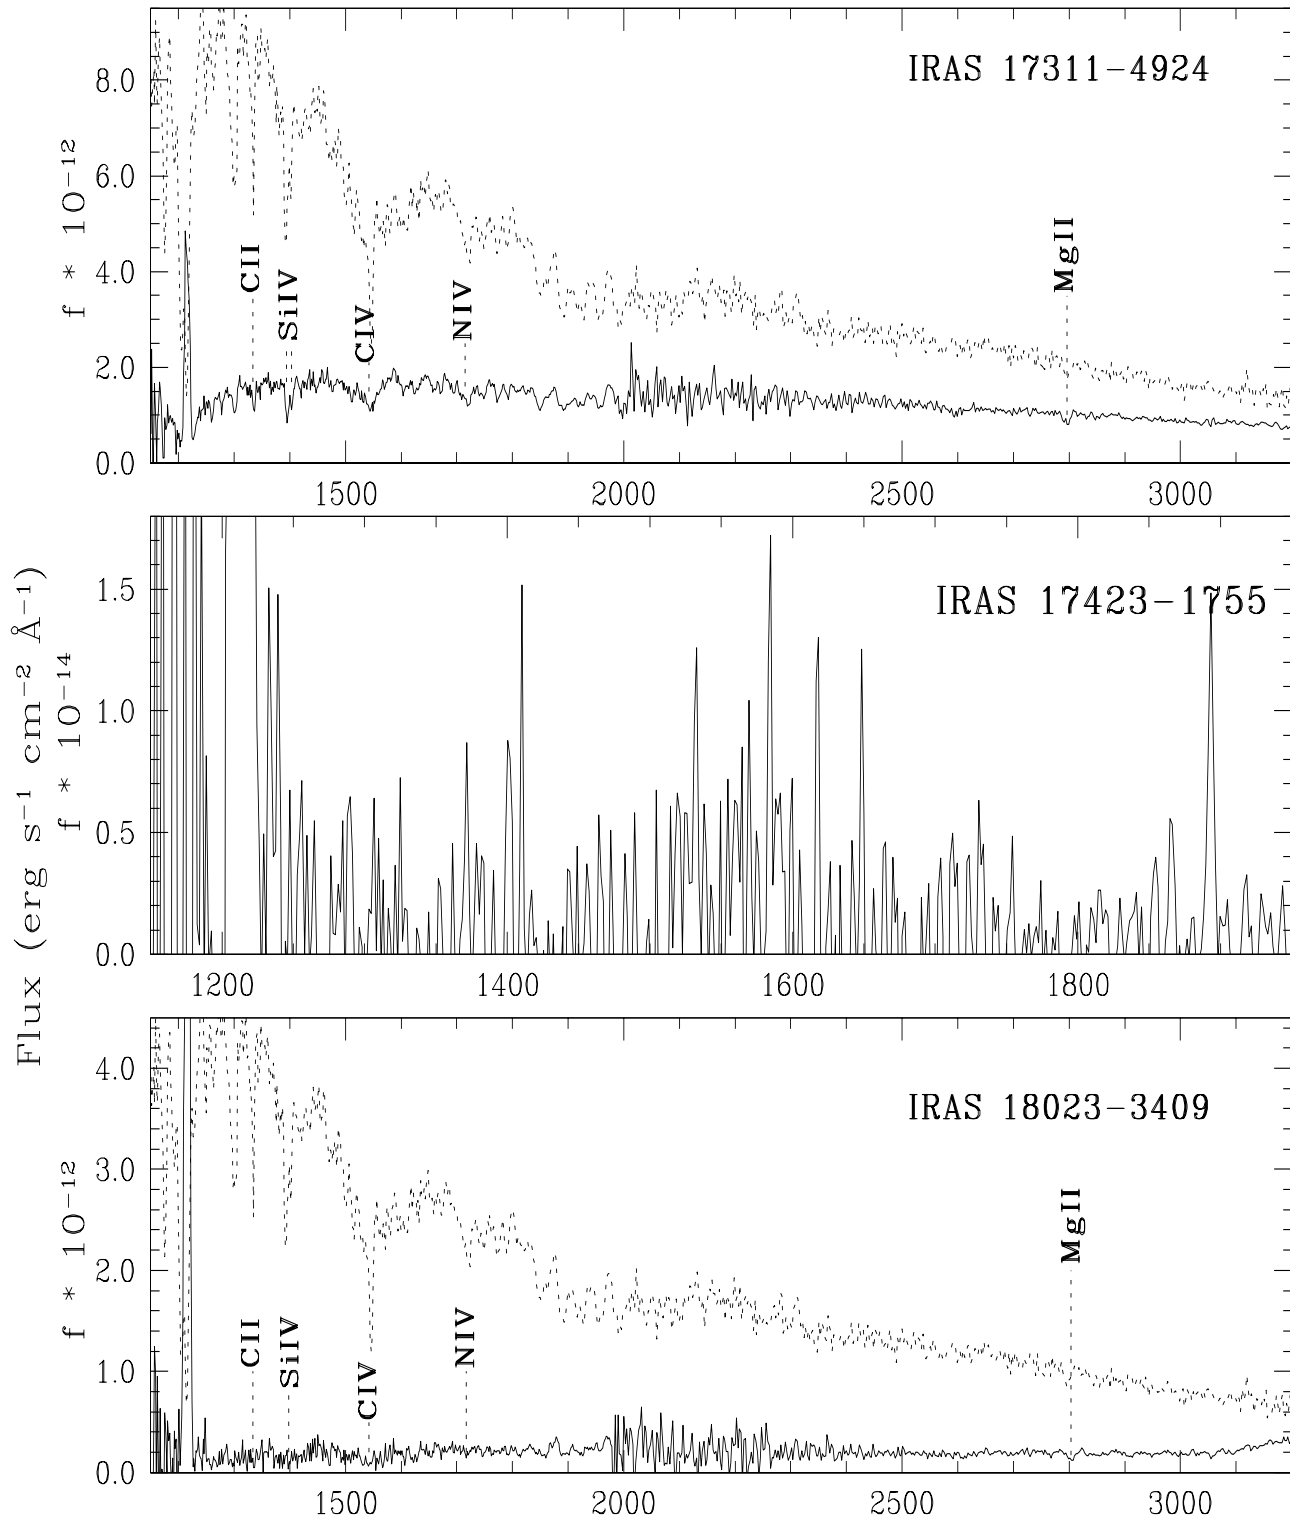 IRAS 17311−4924
8.0
6.0
4.0
2.0
0.0
f * 10−12
CII
SiIV
CIV
NIV
MgII
1500 2000 2500 3000
Flux (erg s−1 cm−2 Å−1)
f * 10−14
IRAS 17423−1755
1.5
1.0
0.5
0.0
1200 1400 1600 1800
IRAS 18023−3409
4.0
3.0
2.0
1.0
0.0
f * 10−12
CII
SiIV
CIV
NIV
MgII
1500 2000 2500 3000